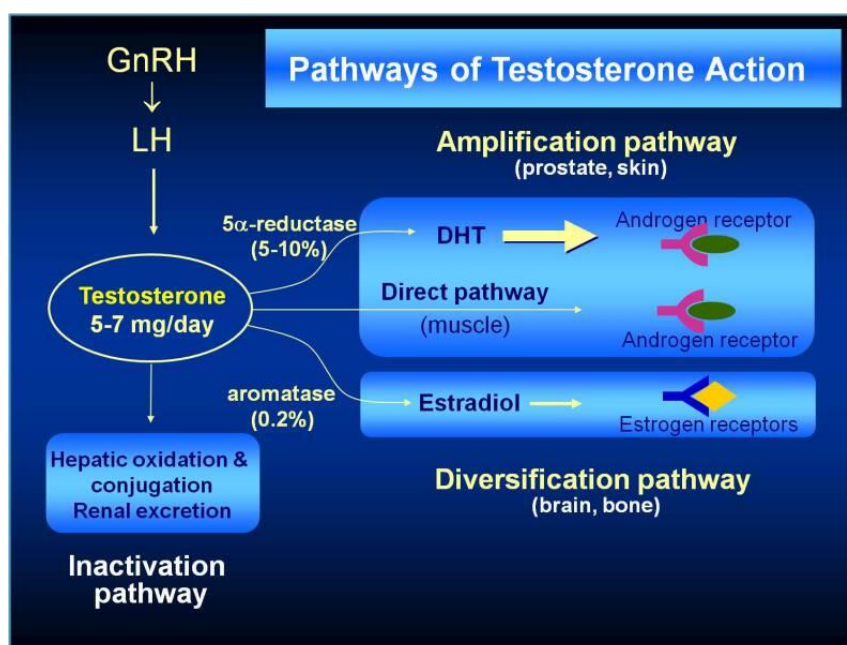 GnRH
Pathways of Testosterone Action
LH
Amplification pathway
(prostate, skin)
5α-reductase
(5-10%)
DHT
Androgen receptor
Testosterone
5-7 mg/day
Direct pathway
(muscle)
Androgen receptor
aromatase
(0.2%)
Estradiol
Estrogen receptors
Hepatic oxidation &
conjugation
Renal excretion
Diversification pathway
(brain, bone)
Inactivation
pathway